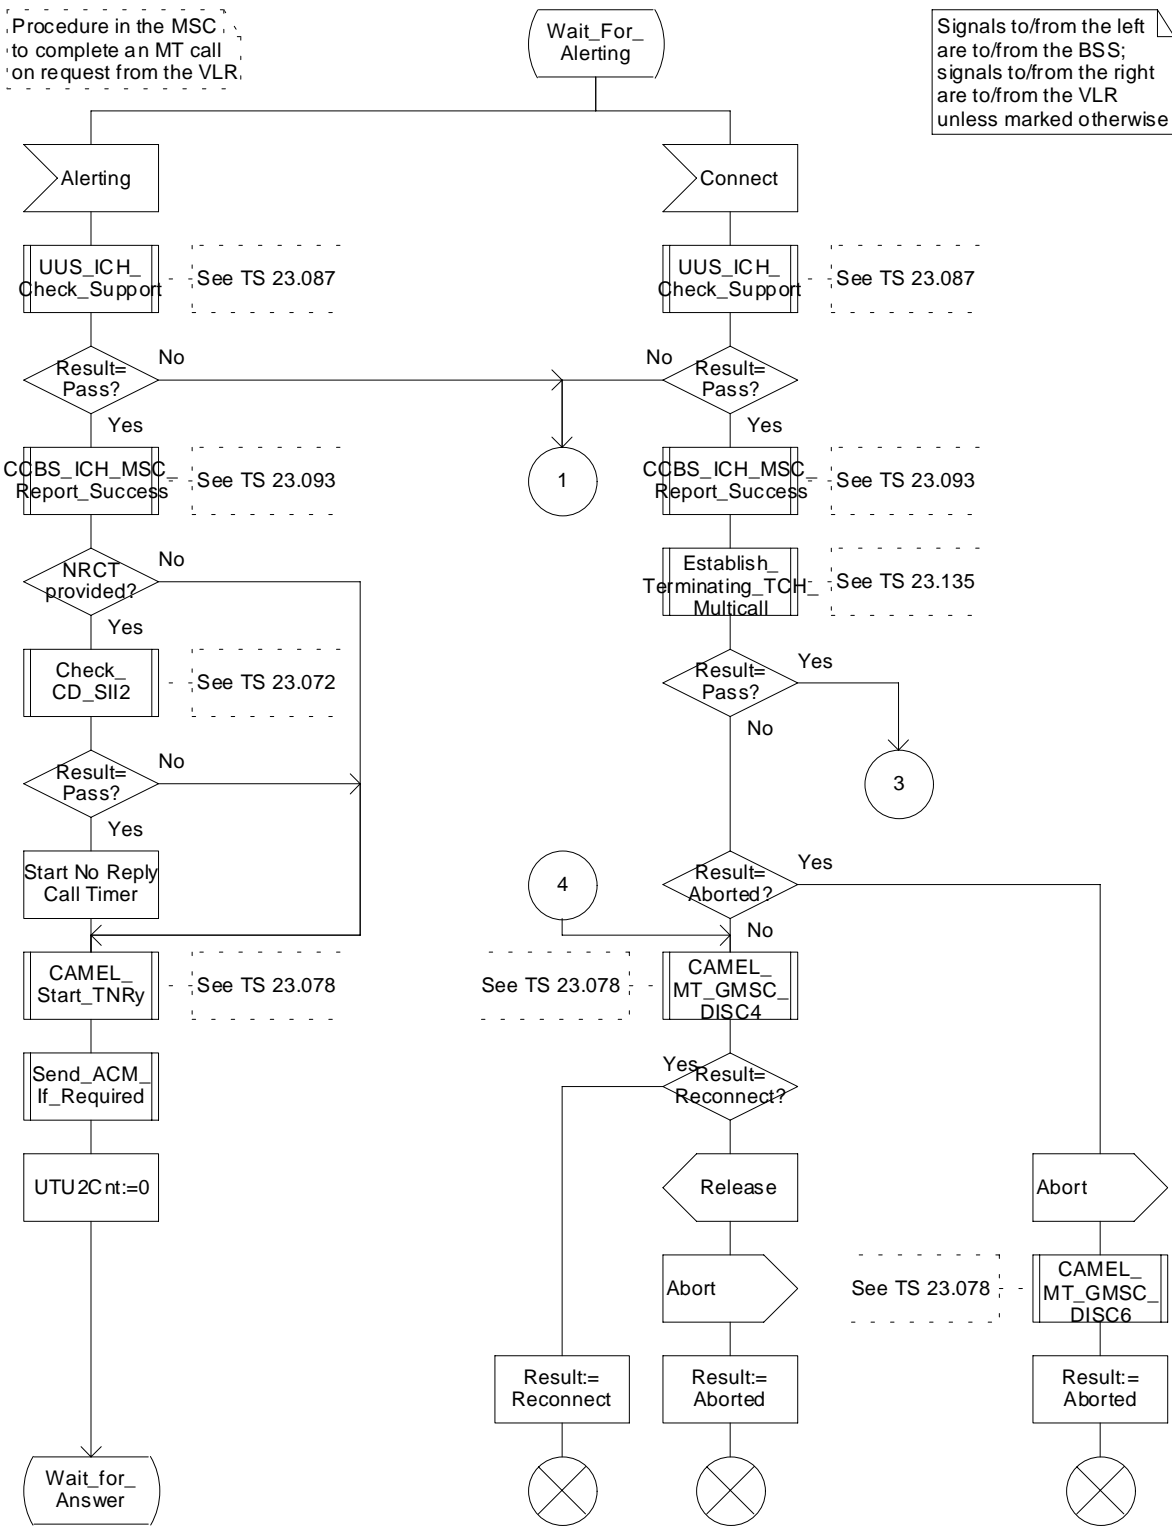 Procedure in the MSC
to complete an MT call
on request from the VLR
Wait_For_
Alerting
Signals to/from the left
are to/from the BSS;
signals to/from the right
are to/from the VLR
unless marked otherwise
Alerting
Connect
UUS_ICH_
Check_Support
See TS 23.087
UUS_ICH_
Check_Support
See TS 23.087
Result=
Pass?
No
Yes
No
Result=
Pass?
Yes
CCBS_ICH_MSC_
Report_Success
See TS 23.093
1
CCBS_ICH_MSC_
Report_Success
See TS 23.093
NRCT
provided?
No
Yes
Establish_
Terminating_TCH_
Multicall
See TS 23.135
Check_
CD_SII2
See TS 23.072
Result=
Pass?
Yes
No
Result=
Pass?
No
Yes
3
Start No Reply
Call Timer
4
Result=
Aborted?
Yes
No
CAMEL_
Start_TNRy
See TS 23.078
See TS 23.078
CAMEL_
MT_GMSC_
DISC4
Send_ACM_
If_Required
Yes
Result=
Reconnect?
UTU2Cnt:=0
Release
Abort
Abort
See TS 23.078
CAMEL_
MT_GMSC_
DISC6
Result:=
Reconnect
Result:=
Aborted
Result:=
Aborted
Wait_for_
Answer